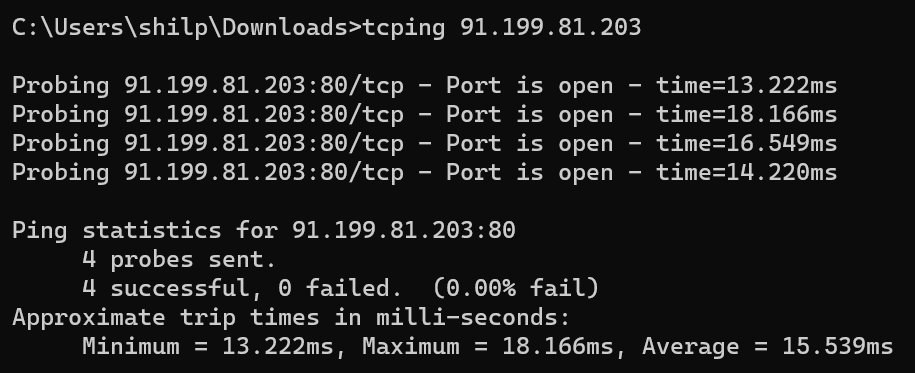 C:\Users\shilp\Downloads>tcping 91.199.81.203
Probing 91.199.81.203:80/tcp - Port is open - time=13.222ms
Probing 91.199.81.203:80/tcp - Port is open - time=18.166ms
Probing 91.199.81.203:80/tcp - Port is open - time=16.549ms
Probing 91.199.81.203:80/tcp - Port is open - time=14.220ms
Ping statistics for 91.199.81.203:80
4 probes sent.
4 successful, 0 failed.  (0.00% fail)
Approximate trip times in milli-seconds:
Minimum = 13.222ms, Maximum = 18.166ms, Average = 15.539ms